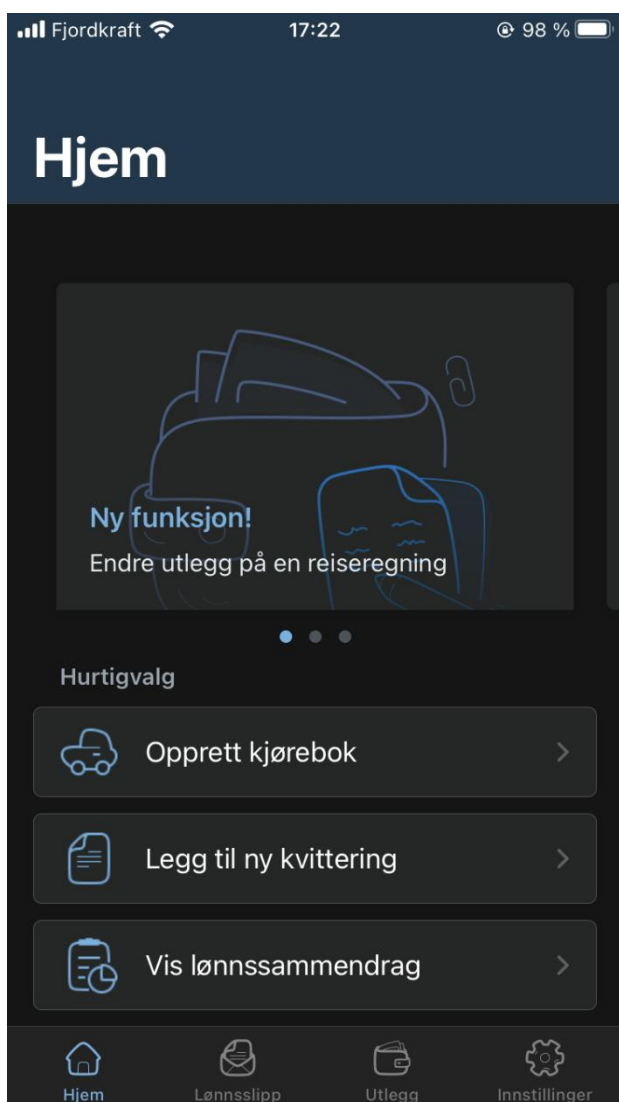 Fjordkraft 17:22 98 %
Hjem
Ny funksjon!
Endre utlegg på en reiseregning
Hurtigvalg
Opprett kjørebok
Legg til ny kvittering
Vis lønnssammendrag
Hjem Lønnsslipp Utlegg Innstillinger